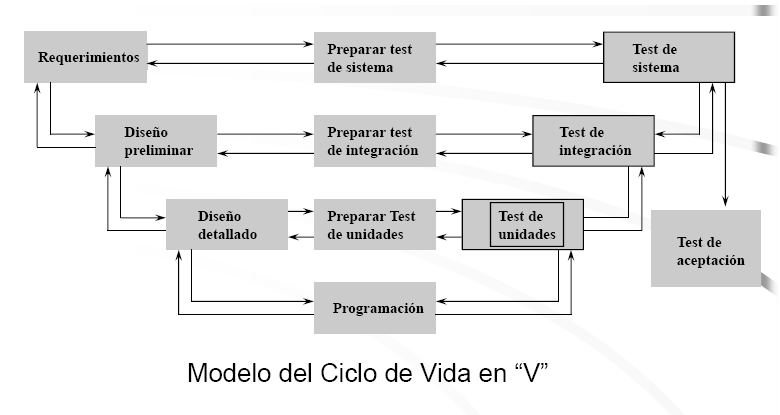 Requerimientos
Preparar test
de sistema
Test de
sistema
Diseño
preliminar
Preparar test
de integración
Test de
integración
Diseño
detallado
Preparar Test
de unidades
Test de
unidades
Test de
aceptación
Programación
Modelo del Ciclo de Vida en “V”